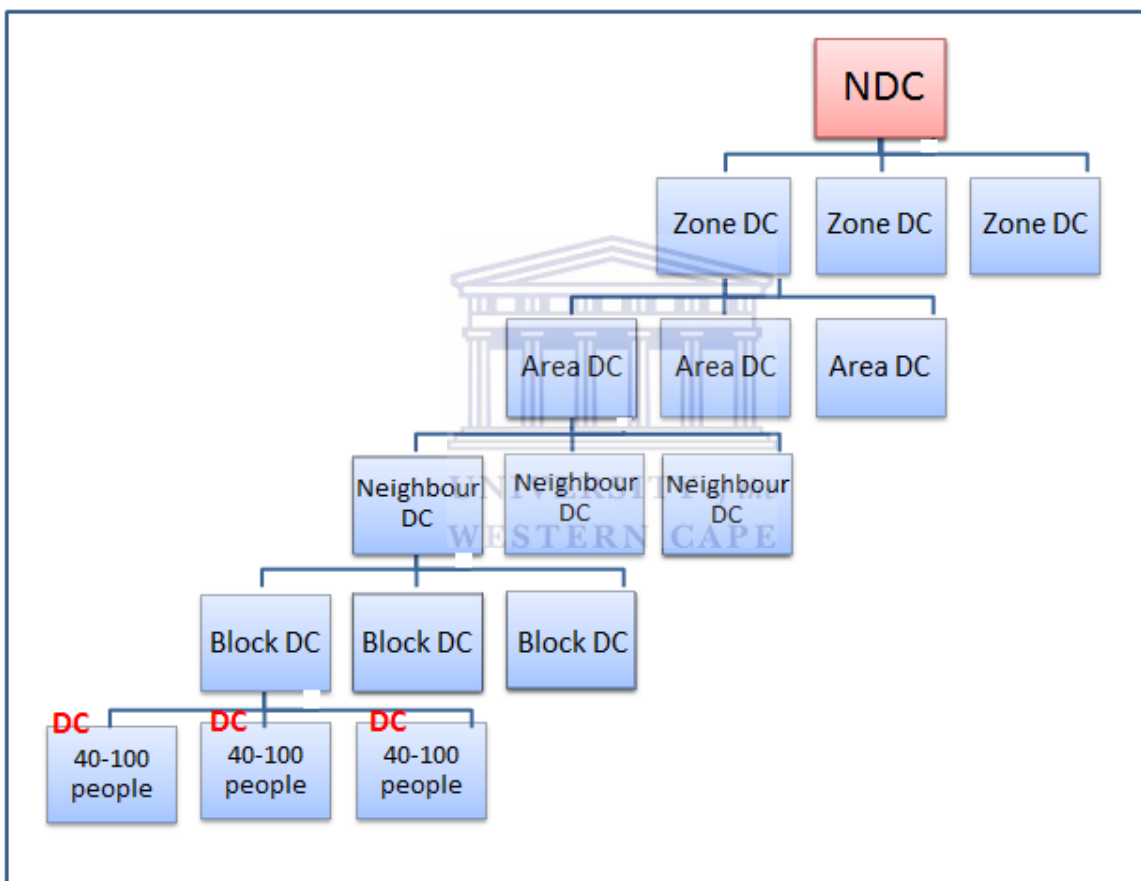 NDC
Zone DC
Zone DC
Zone DC
Area DC
Area DC
Area DC
Neighbour
DC
Neighbour
DC
Neighbour
DC
UNIVERSITY of the
WESTERN CAPE
Block DC
Block DC
Block DC
DC
40-100
people
DC
40-100
people
DC
40-100
people